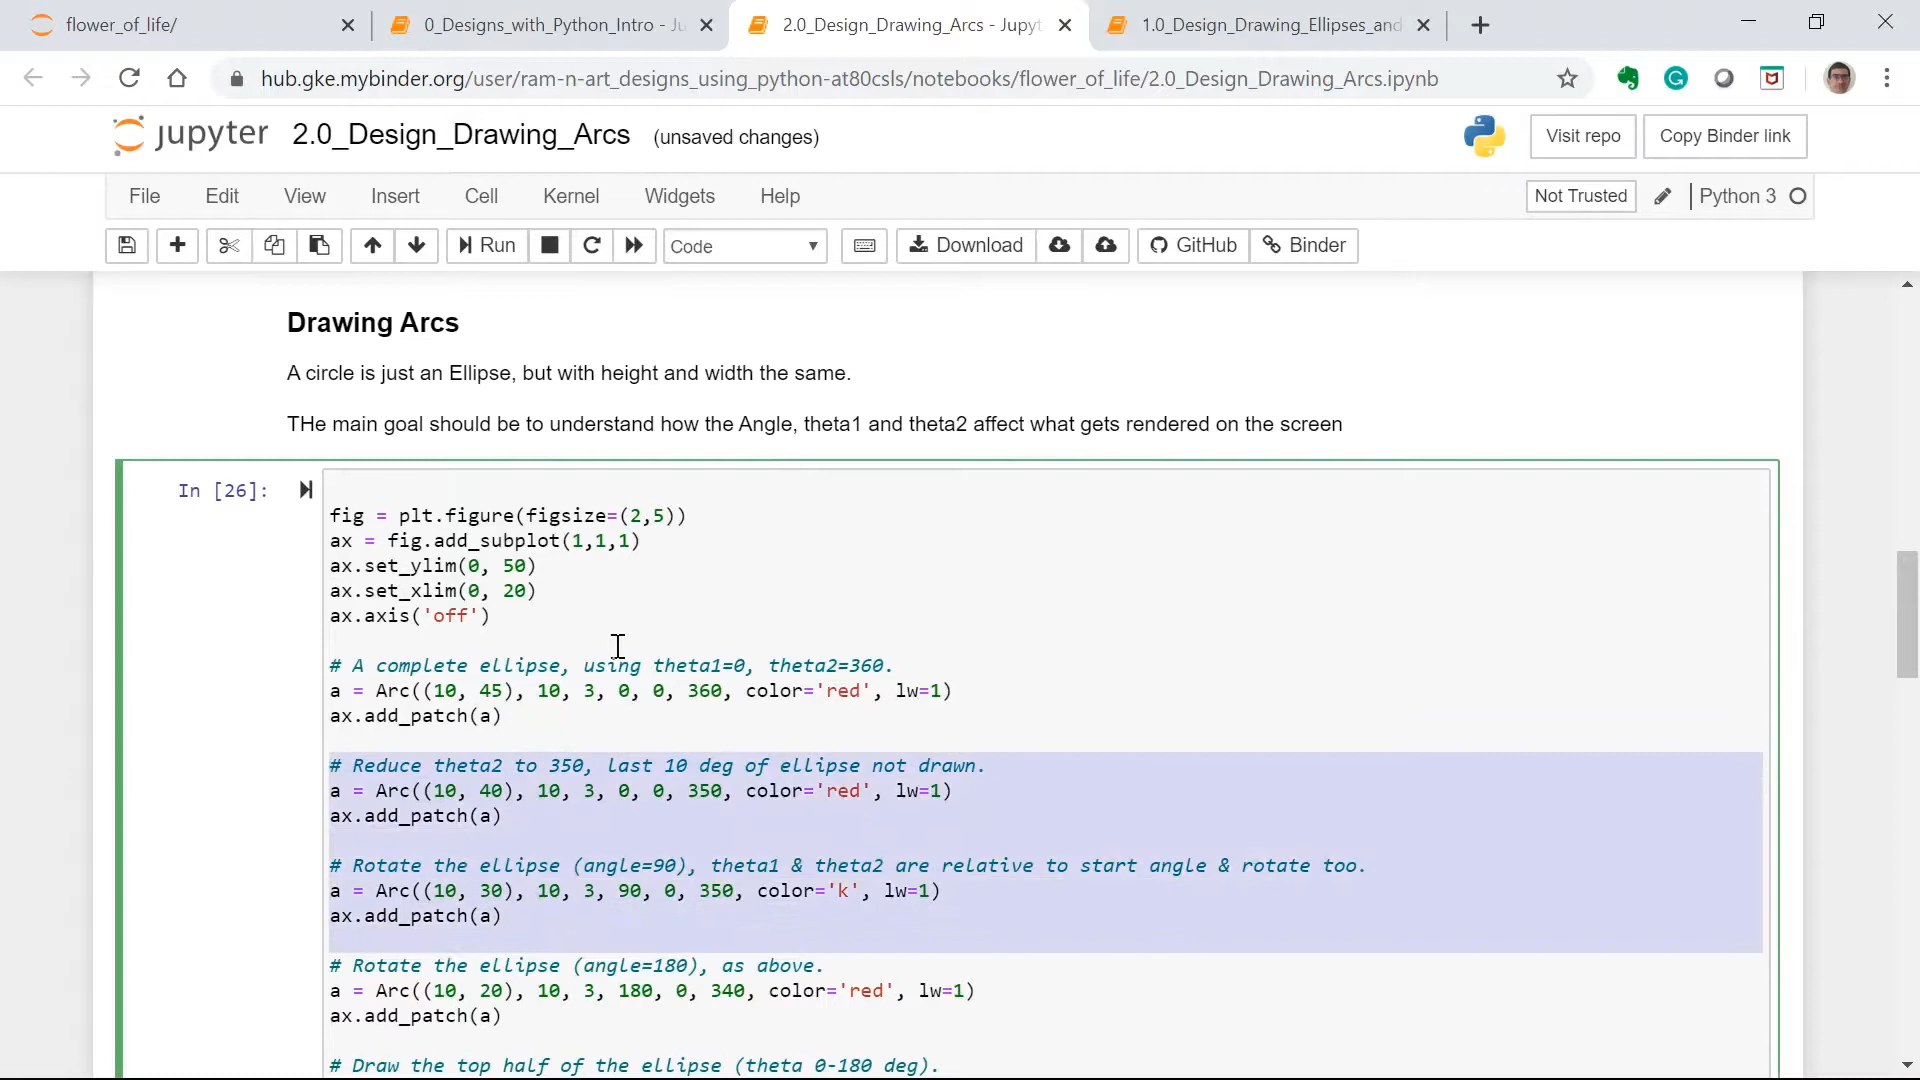 flower_of_life/
0_Designs_with_Python_Intro - Ju
2.0_Design_Drawing_Arcs - Jupyt
1.0_Design_Drawing_Ellipses_and
hub.gke.mybinder.org/user/ram-n-art_designs_using_python-at80csls/notebooks/flower_of_life/2.0_Design_Drawing_Arcs.ipynb
jupyter 2.0_Design_Drawing_Arcs (unsaved changes)
Visit repo
Copy Binder link
File Edit View Insert Cell Kernel Widgets Help
Not Trusted
Python 3
Run
Code
Download
GitHub
Binder
Drawing Arcs
A circle is just an Ellipse, but with height and width the same.
THe main goal should be to understand how the Angle, theta1 and theta2 affect what gets rendered on the screen
In [26]:
fig = plt.figure(figsize=(2,5))
ax = fig.add_subplot(1,1,1)
ax.set_ylim(0, 50)
ax.set_xlim(0, 20)
ax.axis('off')
# A complete ellipse, using theta1=0, theta2=360.
a = Arc((10, 45), 10, 3, 0, 0, 360, color='red', lw=1)
ax.add_patch(a)
# Reduce theta2 to 350, last 10 deg of ellipse not drawn.
a = Arc((10, 40), 10, 3, 0, 0, 350, color='red', lw=1)
ax.add_patch(a)
# Rotate the ellipse (angle=90), theta1 & theta2 are relative to start angle & rotate too.
a = Arc((10, 30), 10, 3, 90, 0, 350, color='k', lw=1)
ax.add_patch(a)
# Rotate the ellipse (angle=180), as above.
a = Arc((10, 20), 10, 3, 180, 0, 340, color='red', lw=1)
ax.add_patch(a)
# Draw the top half of the ellipse (theta 0-180 deg).